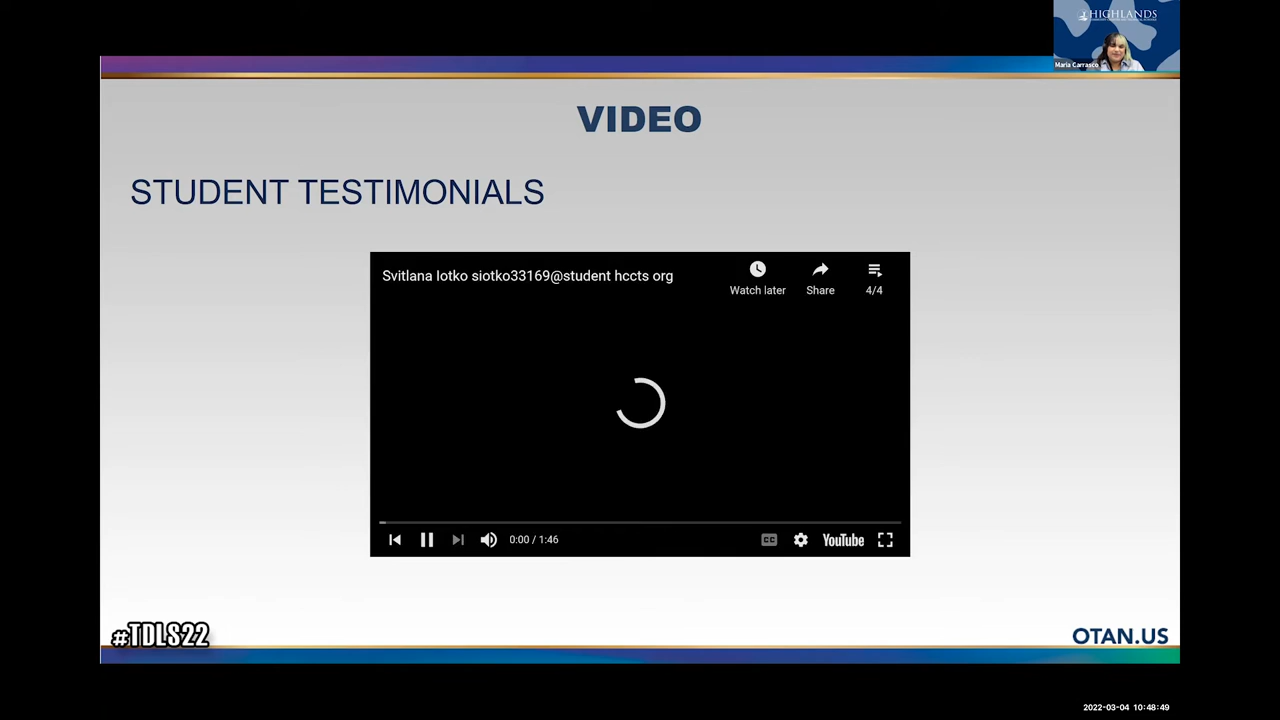 HIGHLANDS
Maria Carrasco
VIDEO
STUDENT TESTIMONIALS
Svitlana Iotko siotko33169@student hccts org
Watch later
Share
4/4
0:00 / 1:46
CC
YouTube
#TDLS22
OTAN.US
2022-03-04 10:48:49